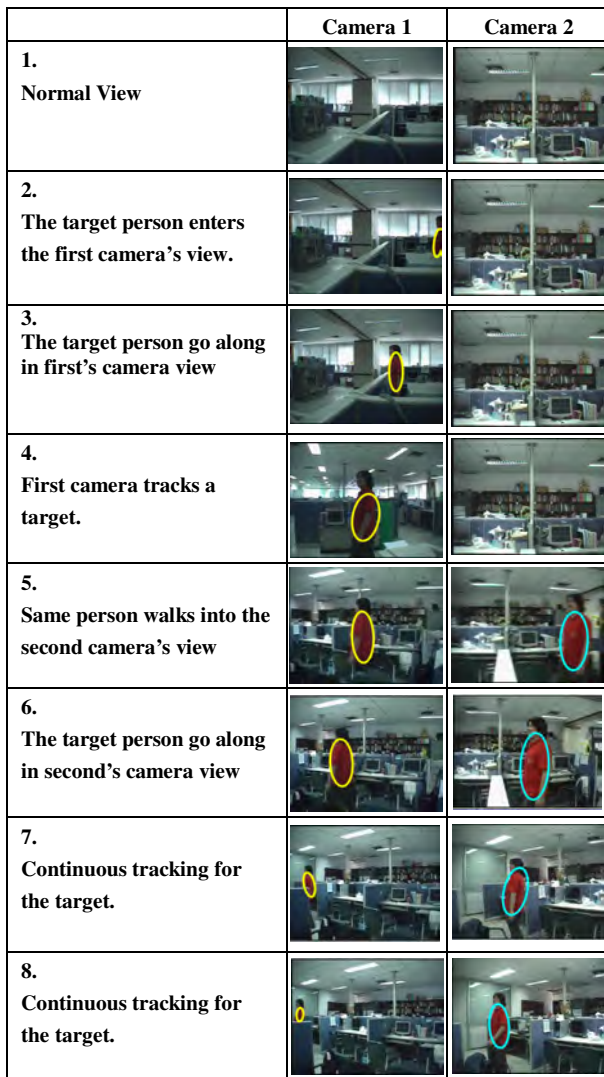 Camera 1
Camera 2
1.
Normal View
2.
The target person enters
the first camera's view.
3.
The target person go along
in first's camera view
4.
First camera tracks a
target.
5.
Same person walks into the
second camera's view
6.
The target person go along
in second's camera view
7.
Continuous tracking for
the target.
8.
Continuous tracking for
the target.